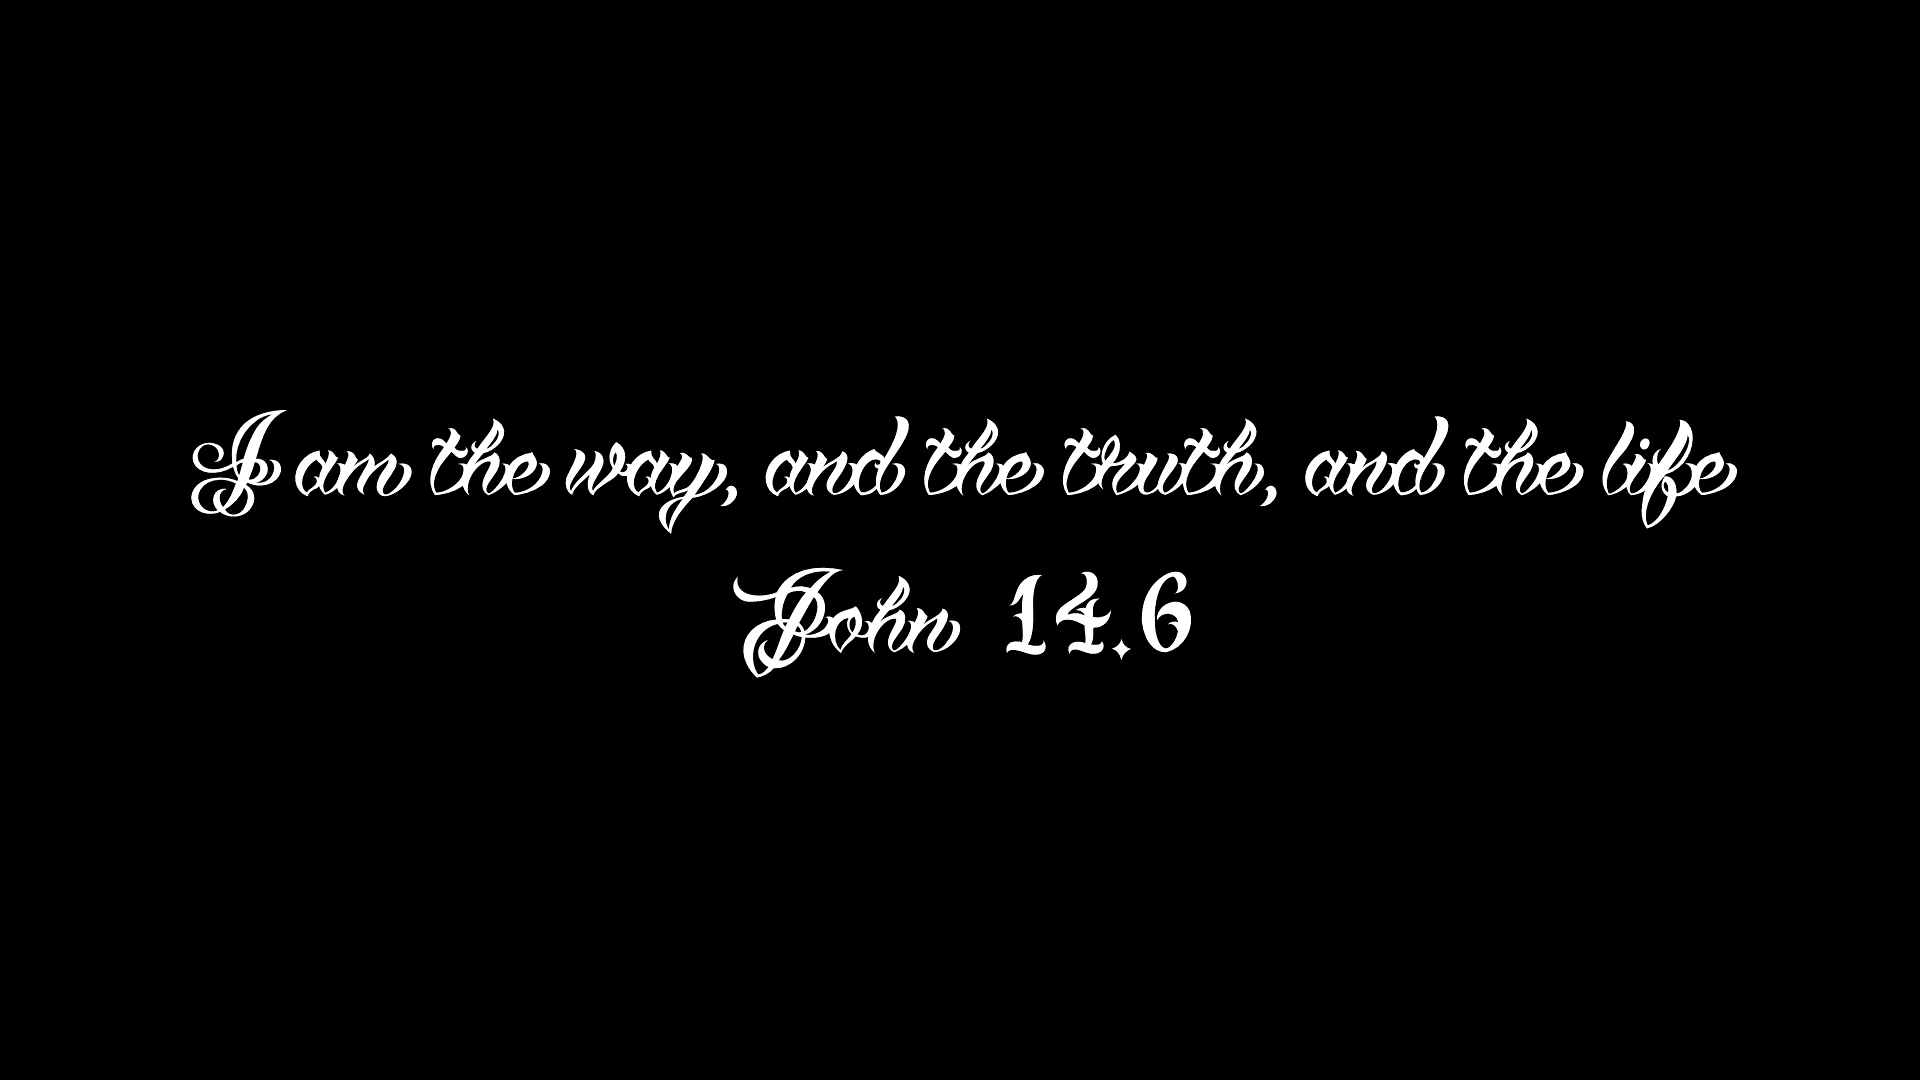 I am the way, and the truth, and the life
John 14.6